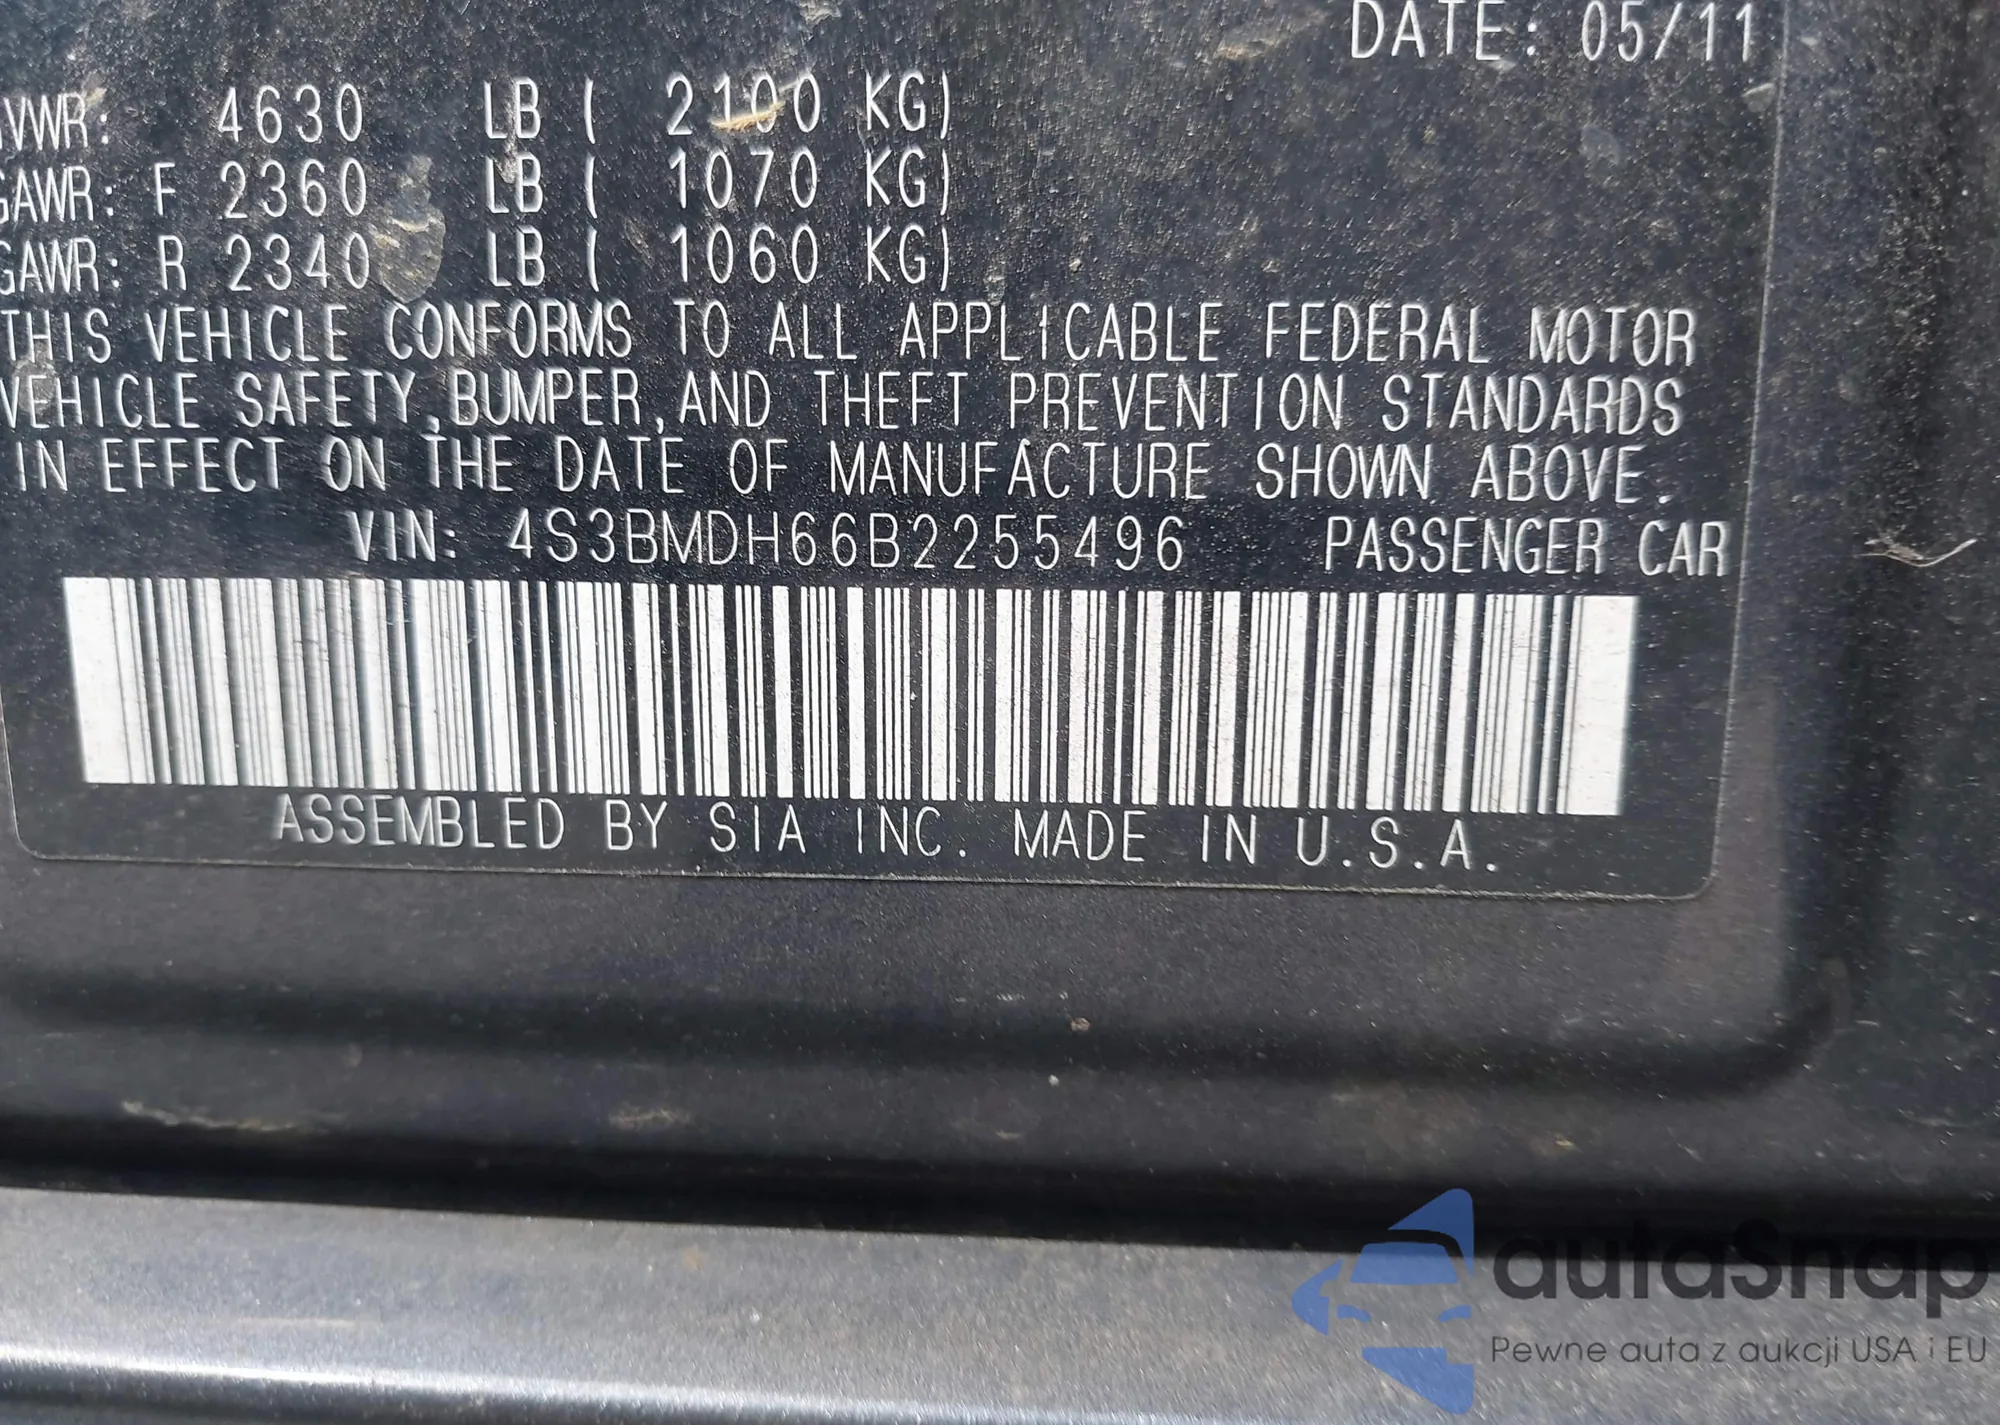 DATE: 05/11
GVWR: 4630 LB ( 2100 KG)
GAWR: F 2360 LB ( 1070 KG)
GAWR: R 2340 LB ( 1060 KG)
THIS VEHICLE CONFORMS TO ALL APPLICABLE FEDERAL MOTOR
VEHICLE SAFETY,BUMPER,AND THEFT PREVENTION STANDARDS
IN EFFECT ON THE DATE OF MANUFACTURE SHOWN ABOVE.
VIN: 4S3BMDH66B2255496 PASSENGER CAR
ASSEMBLED BY SIA INC. MADE IN U.S.A.
autoSnap
Pewne auta z aukcji USA i EU